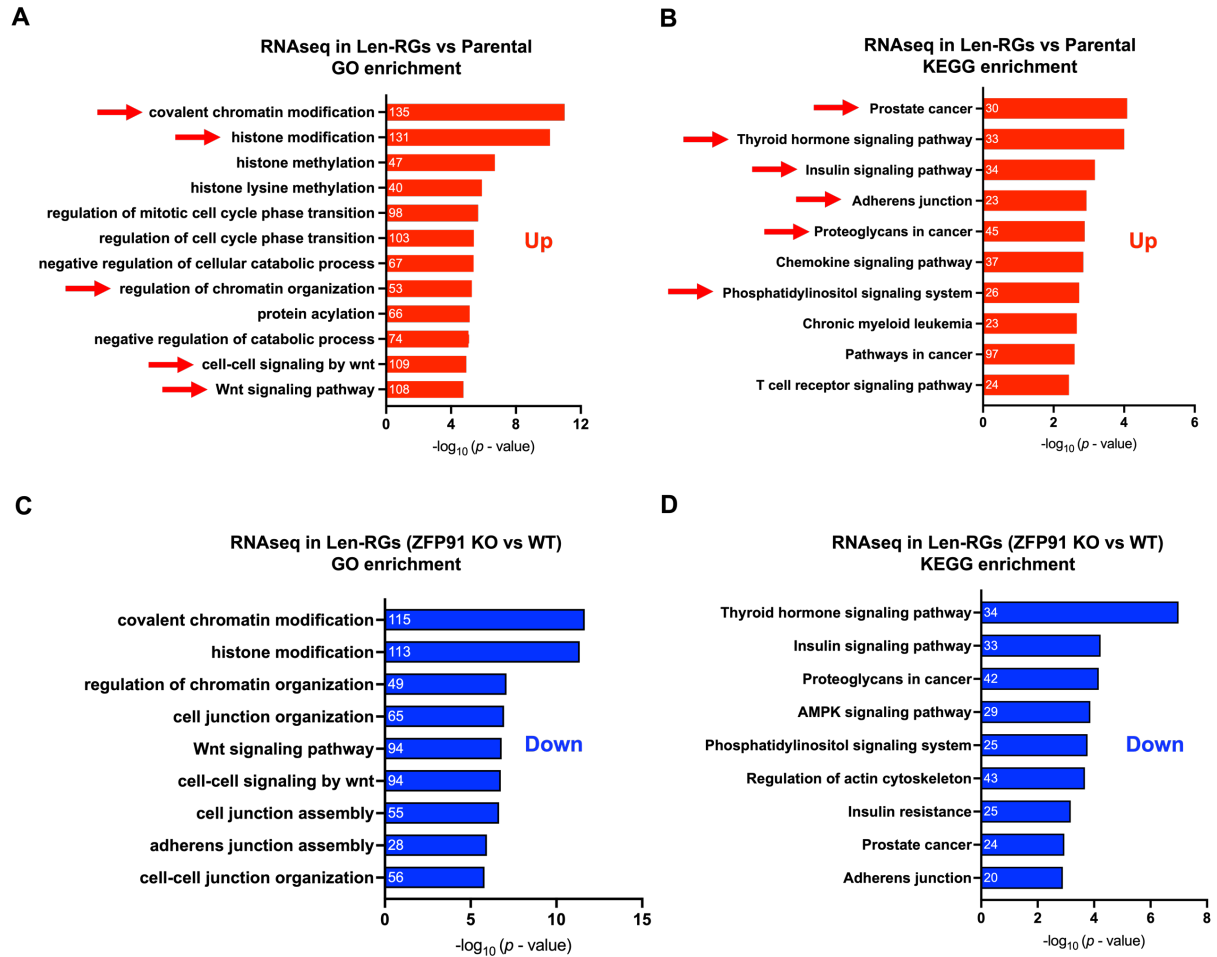 A
RNAseq in Len-RGs vs Parental
GO enrichment
covalent chromatin modification 135
histone modification 131
histone methylation 47
histone lysine methylation 40
regulation of mitotic cell cycle phase transition 98
regulation of cell cycle phase transition 103
negative regulation of cellular catabolic process 67
regulation of chromatin organization 53
protein acylation 66
negative regulation of catabolic process 74
cell-cell signaling by wnt 109
Wnt signaling pathway 108
Up
0 4 8 12
-log10 (p - value)
B
RNAseq in Len-RGs vs Parental
KEGG enrichment
Prostate cancer 30
Thyroid hormone signaling pathway 33
Insulin signaling pathway 34
Adherens junction 23
Proteoglycans in cancer 45
Chemokine signaling pathway 37
Phosphatidylinositol signaling system 26
Chronic myeloid leukemia 23
Pathways in cancer 97
T cell receptor signaling pathway 24
Up
0 2 4 6
-log10 (p - value)
C
RNAseq in Len-RGs (ZFP91 KO vs WT)
GO enrichment
covalent chromatin modification 115
histone modification 113
regulation of chromatin organization 49
cell junction organization 65
Wnt signaling pathway 94
cell-cell signaling by wnt 94
cell junction assembly 55
adherens junction assembly 28
cell-cell junction organization 56
Down
0 5 10 15
-log10 (p - value)
D
RNAseq in Len-RGs (ZFP91 KO vs WT)
KEGG enrichment
Thyroid hormone signaling pathway 34
Insulin signaling pathway 33
Proteoglycans in cancer 42
AMPK signaling pathway 29
Phosphatidylinositol signaling system 25
Regulation of actin cytoskeleton 43
Insulin resistance 25
Prostate cancer 24
Adherens junction 20
Down
0 2 4 6 8
-log10 (p - value)